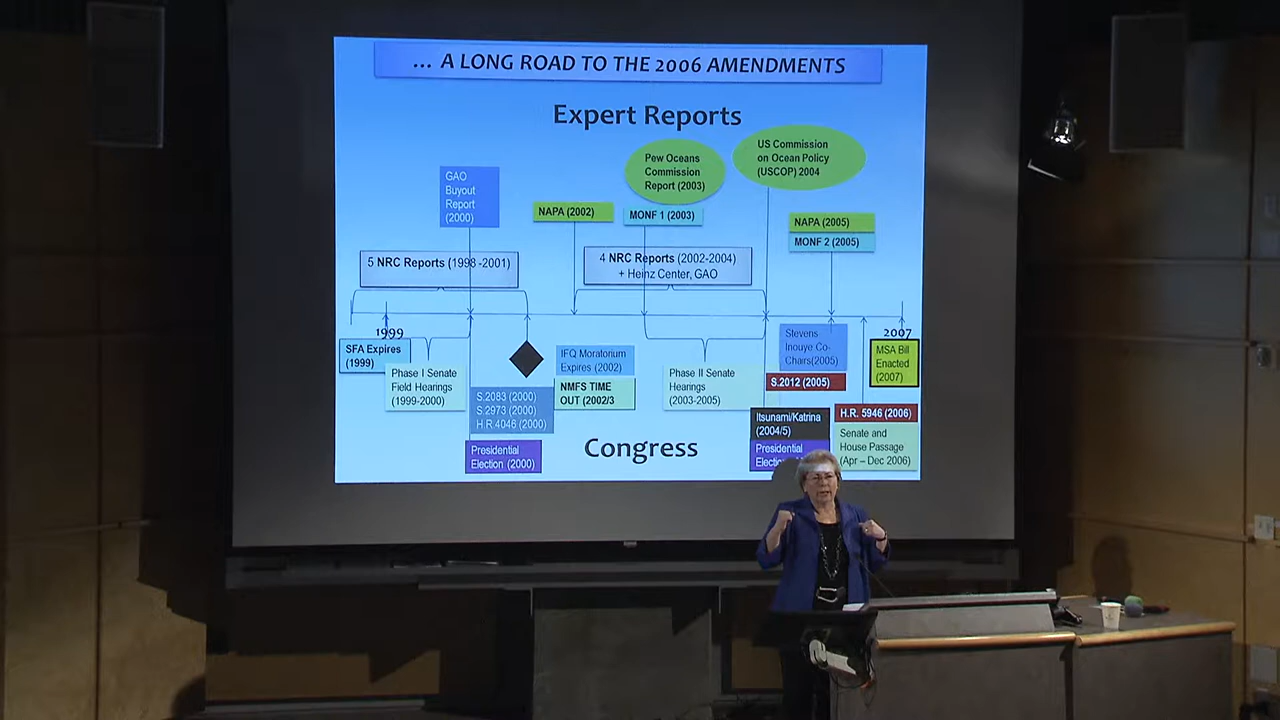 ... A LONG ROAD TO THE 2006 AMENDMENTS
Expert Reports
GAO
Buyout
Report
(2000)
NAPA (2002)
Pew Oceans
Commission
Report (2003)
MONF 1 (2003)
US Commission
on Ocean Policy
(USCOP) 2004
NAPA (2005)
MONF 2 (2005)
5 NRC Reports (1998-2001)
4 NRC Reports (2002-2004)
+ Heinz Center, GAO
1999
2007
SFA Expires
(1999)
Phase I Senate
Field Hearings
(1999-2000)
S.2083 (2000)
S.2973 (2000)
H.R.4046 (2000)
Presidential
Election (2000)
IFQ Moratorium
Expires (2002)
NMFS TIME
OUT (2002/3
Phase II Senate
Hearings
(2003-2005)
Stevens-
Inouye Co-
Chairs(2005)
S.2012 (2005)
Itsunami/Katrina
(2004/5)
Presidential
MSA Bill
Enacted
(2007)
H.R. 5946 (2006)
Senate and
House Passage
(Apr – Dec 2006)
Congress